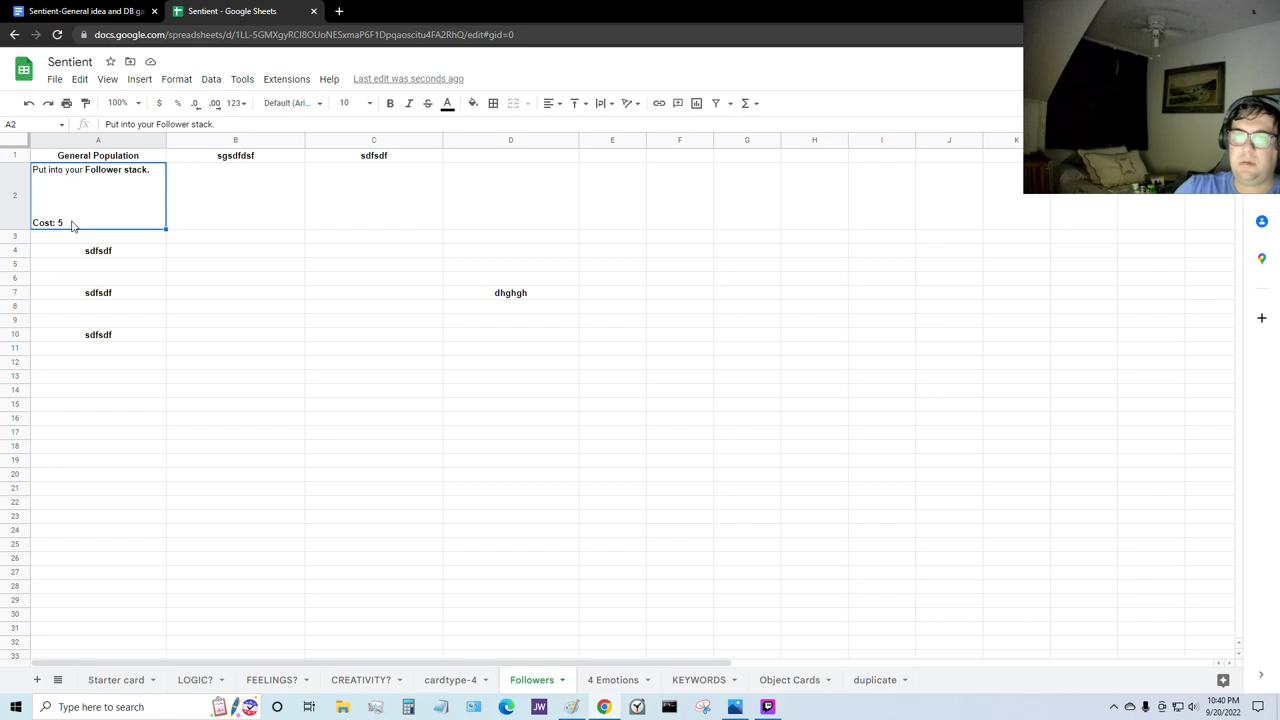 Sentient-General idea and DB ga
Sentient - Google Sheets
docs.google.com/spreadsheets/d/1LL-5GMXgyRCI8OUoNESxmaP6F1Dpqaoscitu4FA2RhQ/edit#gid=0
Sentient
File Edit View Insert Format Data Tools Extensions Help Last edit was seconds ago
100% $ % .0 .00 123 Default (Ari... 10 B I S A
A2 fx Put into your Follower stack.
A B C D E F G H I J K
1 General Population sgsdfdsf sdfsdf
Put into your Follower stack.
2
Cost: 5
3
4 sdfsdf
5
6
7 sdfsdf dhghgh
8
9
10 sdfsdf
11
12
13
14
15
16
17
18
19
20
21
22
23
24
25
26
27
28
29
30
31
32
33
Starter card LOGIC? FEELINGS? CREATIVITY? cardtype-4 Followers 4 Emotions KEYWORDS Object Cards duplicate
Type here to search JW 10:40 PM
9/20/2022